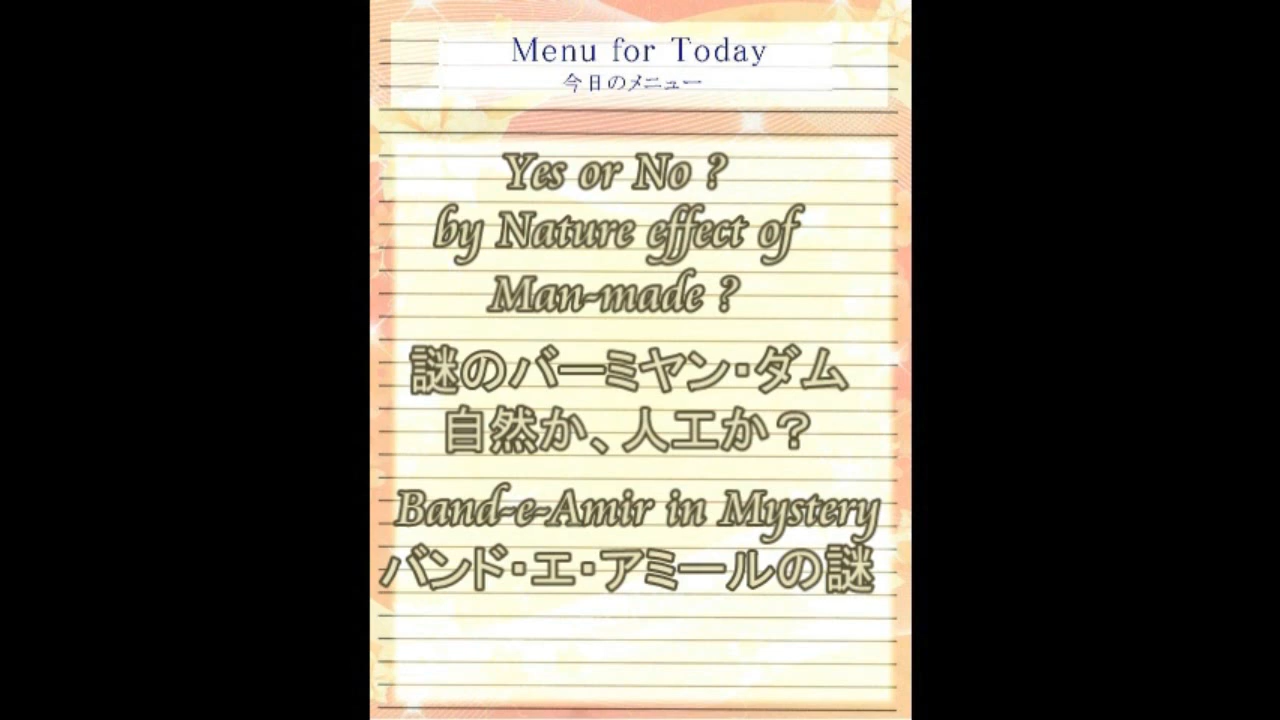 Menu for Today
今日のメニュー
Yes or No ?
by Nature effect of
Man-made ?
謎のバーミヤン・ダム
自然か、人工か？
Band-e-Amir in Mystery
バンド・エ・アミールの謎